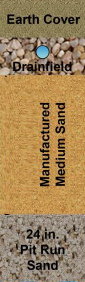 Earth Cover
Drainfield
Manufactured
Medium Sand
24 in.
Pit Run
Sand